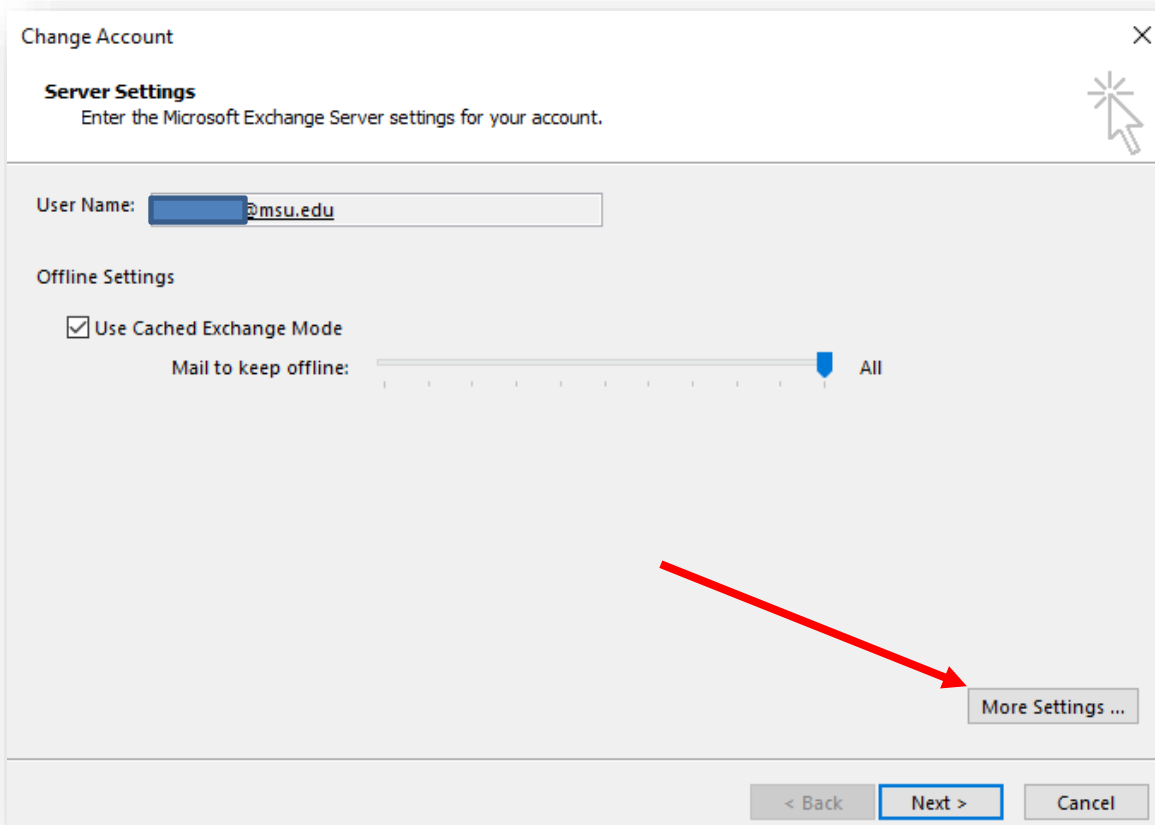 Change Account
Server Settings
Enter the Microsoft Exchange Server settings for your account.
User Name: @msu.edu
Offline Settings
Use Cached Exchange Mode
Mail to keep offline: All
More Settings ...
< Back Next > Cancel